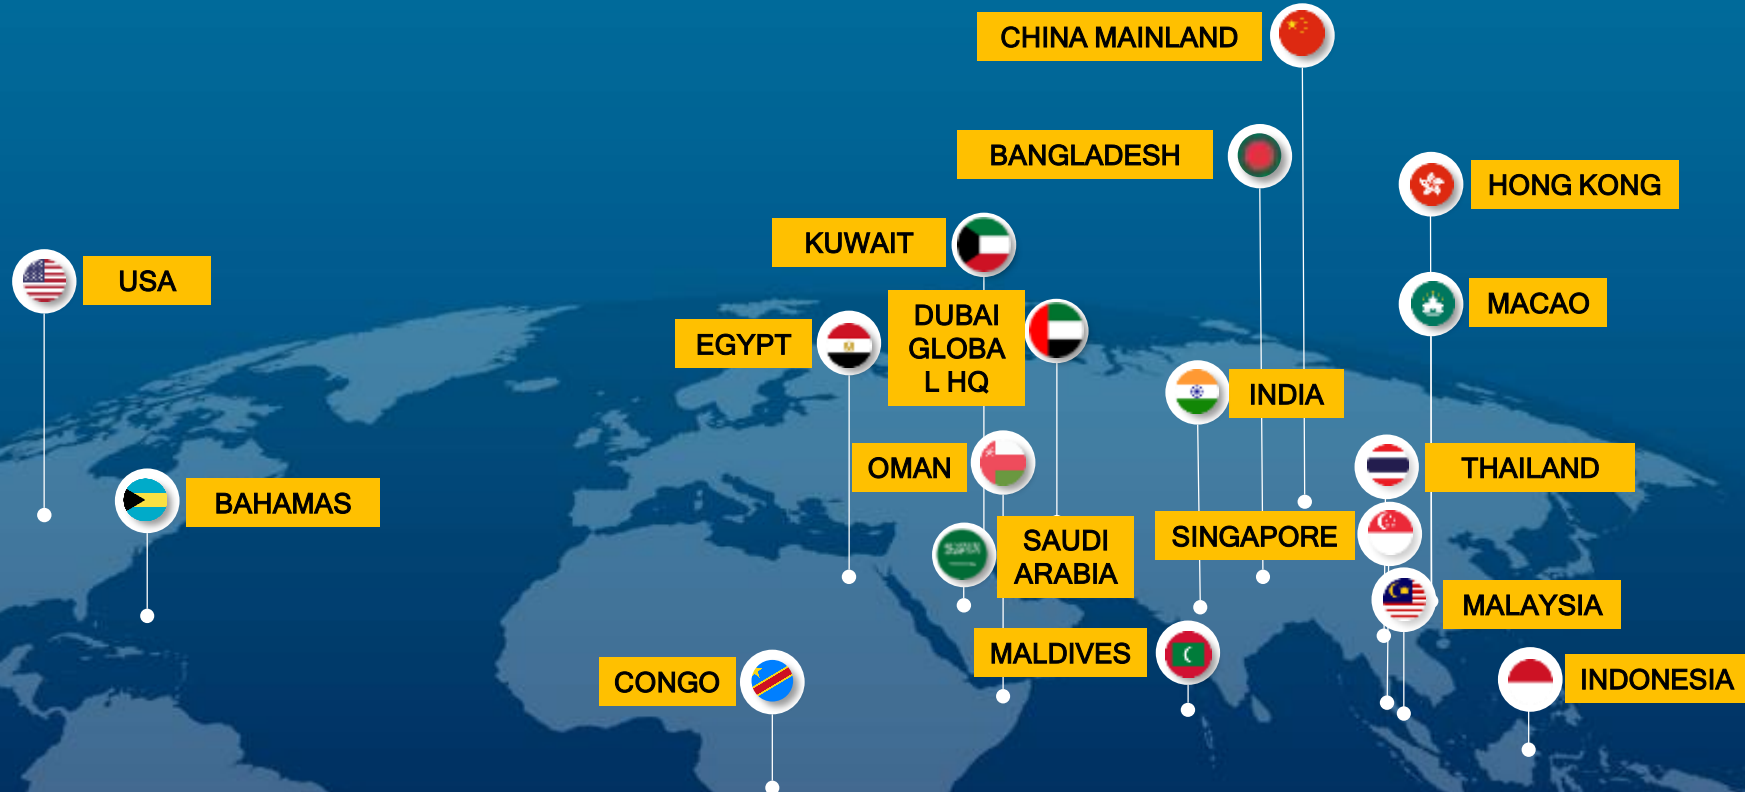 CHINA MAINLAND
BANGLADESH
HONG KONG
KUWAIT
USA
MACAO
DUBAI
GLOBA
L HQ
EGYPT
INDIA
OMAN
THAILAND
BAHAMAS
SINGAPORE
SAUDI
ARABIA
MALAYSIA
MALDIVES
CONGO
INDONESIA